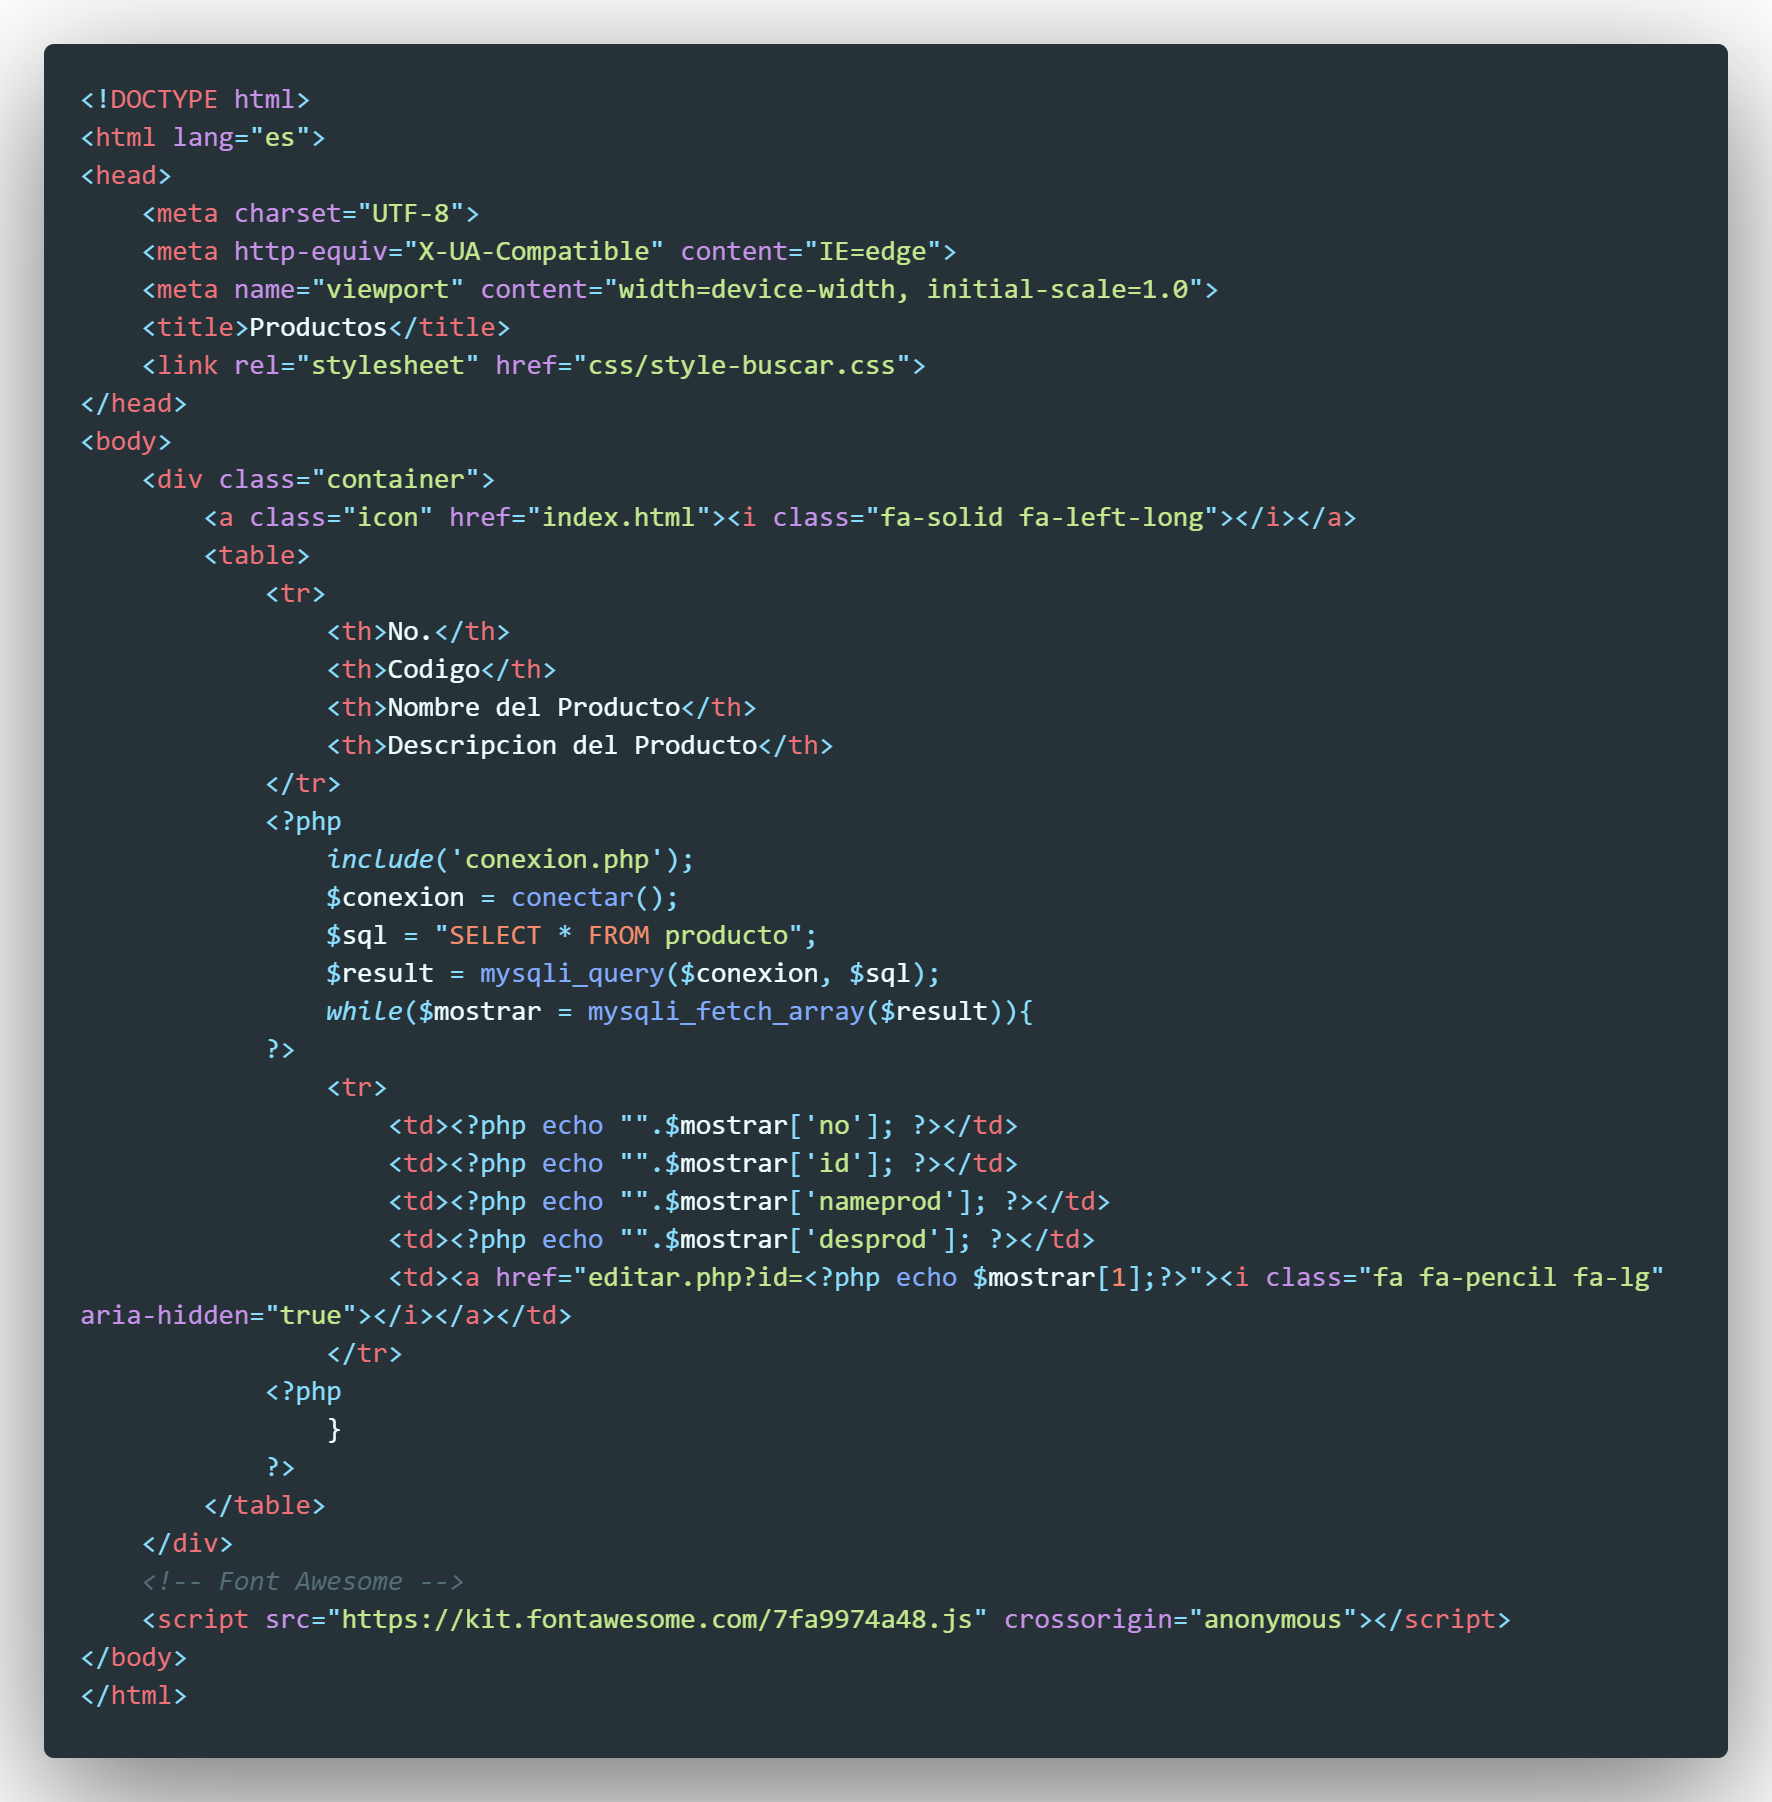 <!DOCTYPE html>
<html lang="es">
<head>
    <meta charset="UTF-8">
    <meta http-equiv="X-UA-Compatible" content="IE=edge">
    <meta name="viewport" content="width=device-width, initial-scale=1.0">
    <title>Productos</title>
    <link rel="stylesheet" href="css/style-buscar.css">
</head>
<body>
    <div class="container">
        <a class="icon" href="index.html"><i class="fa-solid fa-left-long"></i></a>
        <table>
            <tr>
                <th>No.</th>
                <th>Codigo</th>
                <th>Nombre del Producto</th>
                <th>Descripcion del Producto</th>
            </tr>
            <?php
                include('conexion.php');
                $conexion = conectar();
                $sql = "SELECT * FROM producto";
                $result = mysqli_query($conexion, $sql);
                while($mostrar = mysqli_fetch_array($result)){
            ?>
                <tr>
                    <td><?php echo "".$mostrar['no']; ?></td>
                    <td><?php echo "".$mostrar['id']; ?></td>
                    <td><?php echo "".$mostrar['nameprod']; ?></td>
                    <td><?php echo "".$mostrar['desprod']; ?></td>
                    <td><a href="editar.php?id=<?php echo $mostrar[1];?>"><i class="fa fa-pencil fa-lg"
aria-hidden="true"></i></a></td>
                </tr>
            <?php
                }
            ?>
        </table>
    </div>
    <!-- Font Awesome -->
    <script src="https://kit.fontawesome.com/7fa9974a48.js" crossorigin="anonymous"></script>
</body>
</html>